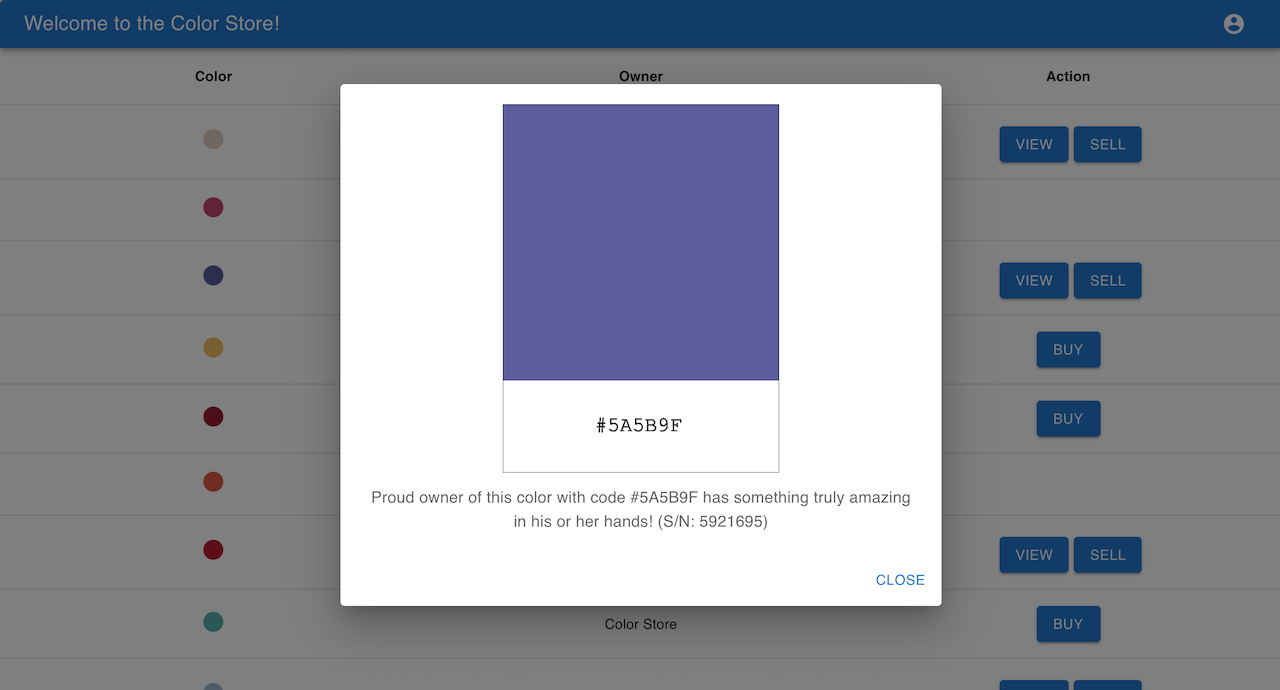 Welcome to the Color Store!
Color Owner Action
VIEW SELL
VIEW SELL
BUY
BUY
VIEW SELL
Color Store BUY
#5A5B9F
Proud owner of this color with code #5A5B9F has something truly amazing
in his or her hands! (S/N: 5921695)
CLOSE